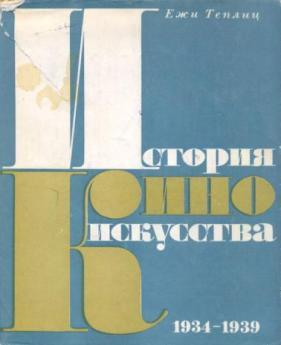 Ежи Теплиц
История
Кино
искусства
1934-1939